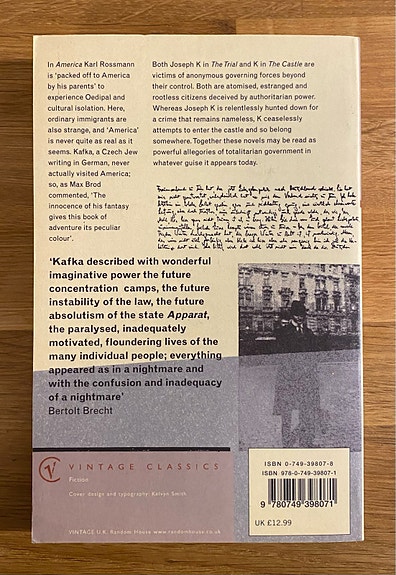 In America Karl Rossmann
is 'packed off to America
by his parents' to
experience Oedipal and
cultural isolation. Here,
ordinary immigrants are
also strange, and 'America'
is never quite as real as it
seems. Kafka, a Czech Jew
writing in German, never
actually visited America;
so, as Max Brod
commented, 'The
innocence of his fantasy
gives this book of
adventure its peculiar
colour'.
Both Joseph K in The Trial and K in The Castle are
victims of anonymous governing forces beyond
their control. Both are atomised, estranged and
rootless citizens deceived by authoritarian power.
Whereas Joseph K is relentlessly hunted down for
a crime that remains nameless, K ceaselessly
attempts to enter the castle and so belong
somewhere. Together these novels may be read as
powerful allegories of totalitarian government in
whatever guise it appears today.
'Kafka described with wonderful
imaginative power the future
concentration camps, the future
instability of the law, the future
absolutism of the state Apparat,
the paralysed, inadequately
motivated, floundering lives of
the many individual people; everything
appeared as in a nightmare and
with the confusion and inadequacy
of a nightmare'
Bertolt Brecht
VINTAGE CLASSICS
Fiction
Cover design and typography: Keivyn Smith
VINTAGE U.K. Random House www.randomhouse.co.uk
ISBN 0-749-39807-8
ISBN 978-0-749-39807-1
9 780749 398071
UK £12.99